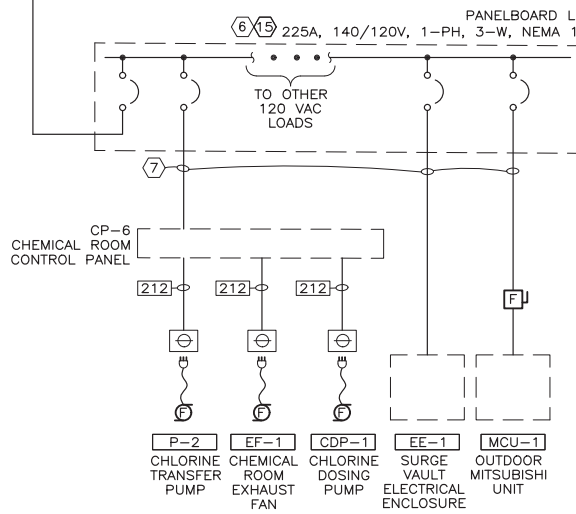 PANELBOARD L
6 15 225A, 140/120V, 1-PH, 3-W, NEMA 1
TO OTHER
120 VAC
LOADS
7
CP-6
CHEMICAL ROOM
CONTROL PANEL
212 212 212
F
F F F
P-2
CHLORINE
TRANSFER
PUMP
EF-1
CHEMICAL
ROOM
EXHAUST
FAN
CDP-1
CHLORINE
DOSING
PUMP
EE-1
SURGE
VAULT
ELECTRICAL
ENCLOSURE
MCU-1
OUTDOOR
MITSUBISHI
UNIT